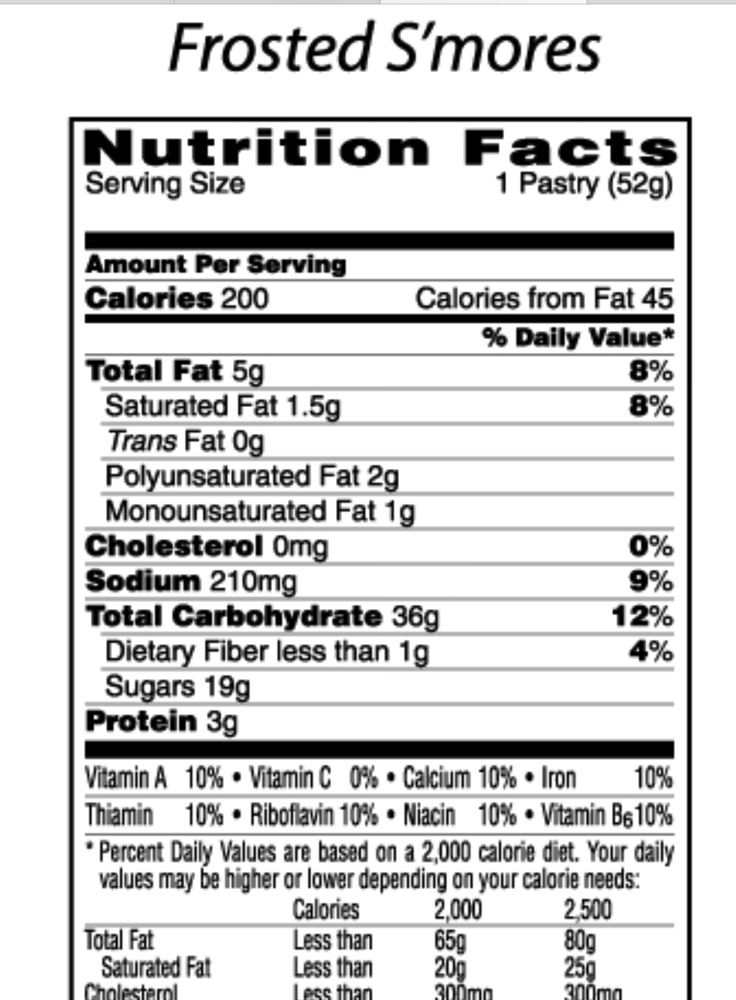 Frosted S'mores
Nutrition Facts
Serving Size 1 Pastry (52g)
Amount Per Serving
Calories 200 Calories from Fat 45
% Daily Value*
Total Fat 5g 8%
Saturated Fat 1.5g 8%
Trans Fat 0g
Polyunsaturated Fat 2g
Monounsaturated Fat 1g
Cholesterol 0mg 0%
Sodium 210mg 9%
Total Carbohydrate 36g 12%
Dietary Fiber less than 1g 4%
Sugars 19g
Protein 3g
Vitamin A 10% • Vitamin C 0% • Calcium 10% • Iron 10%
Thiamin 10% • Riboflavin 10% • Niacin 10% • Vitamin B6 10%
* Percent Daily Values are based on a 2,000 calorie diet. Your daily
values may be higher or lower depending on your calorie needs:
Calories 2,000 2,500
Total Fat Less than 65g 80g
Saturated Fat Less than 20g 25g
Cholesterol Less than 300mg 300mg